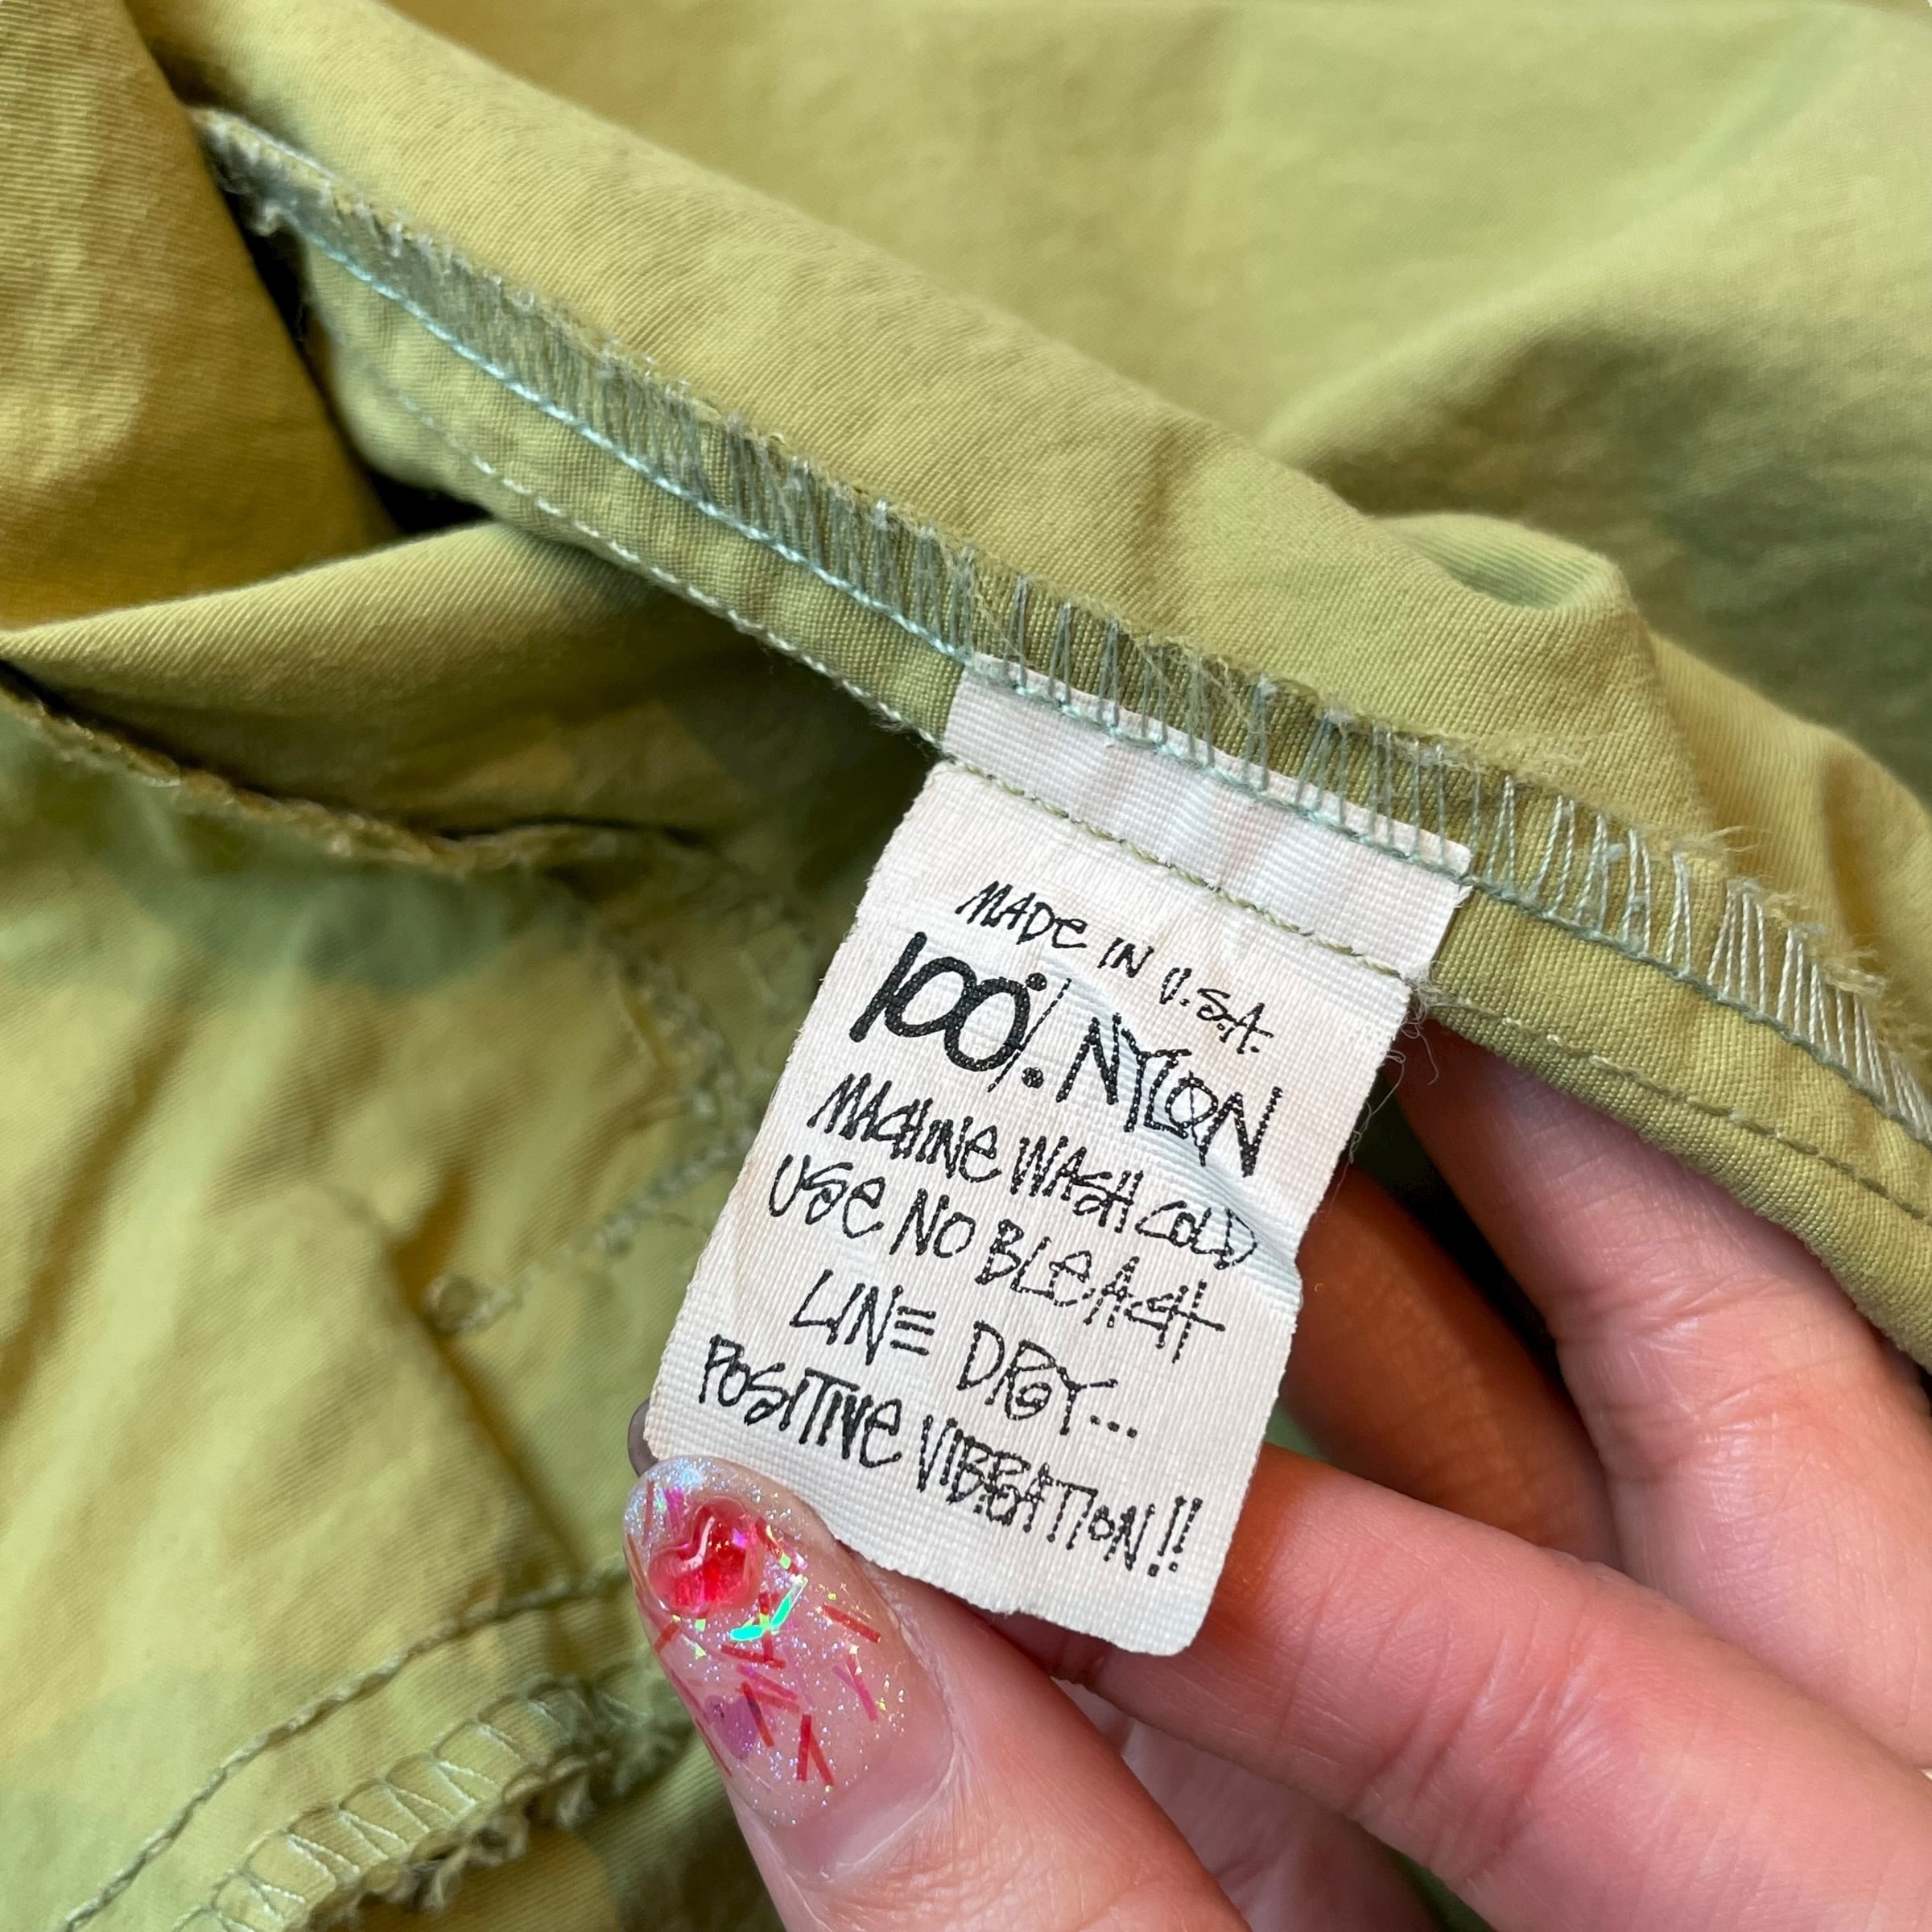 MADE IN U.S.A.
100% NYLON
MACHINE WASH COLD
USE NO BLEACH
LINE DRY...
POSITIVE VIBRATION!!